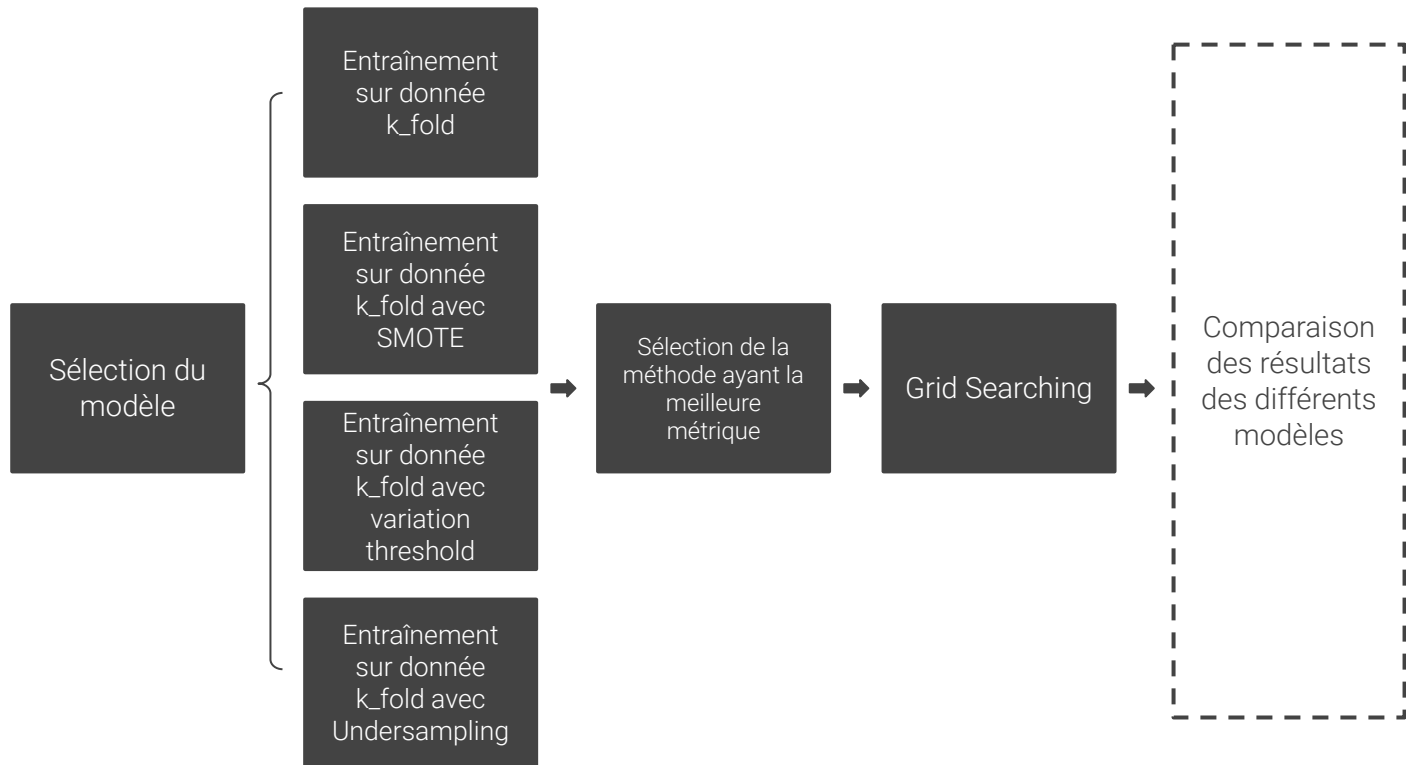 Sélection du
modèle
Entraînement
sur donnée
k_fold
Entraînement
sur donnée
k_fold avec
SMOTE
Entraînement
sur donnée
k_fold avec
variation
threshold
Entraînement
sur donnée
k_fold avec
Undersampling
Sélection de la
méthode ayant la
meilleure
métrique
Grid Searching
Comparaison
des résultats
des différents
modèles